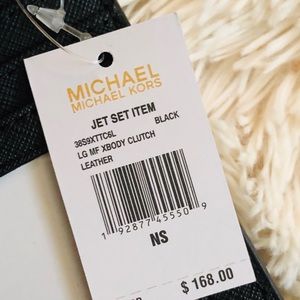 MICHAEL
MICHAEL KORS
JET SET ITEM
38S9XTTC6L BLACK
LG MF XBODY CLUTCH
LEATHER
1 92877 45550 9
NS
$ 168.00